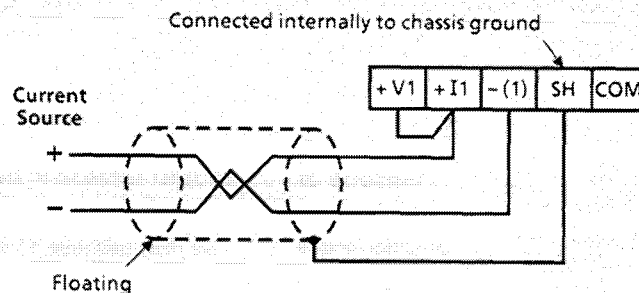 Connected internally to chassis ground
+ V1 + I1 – (1) SH COM
Current
Source
+
–
Floating